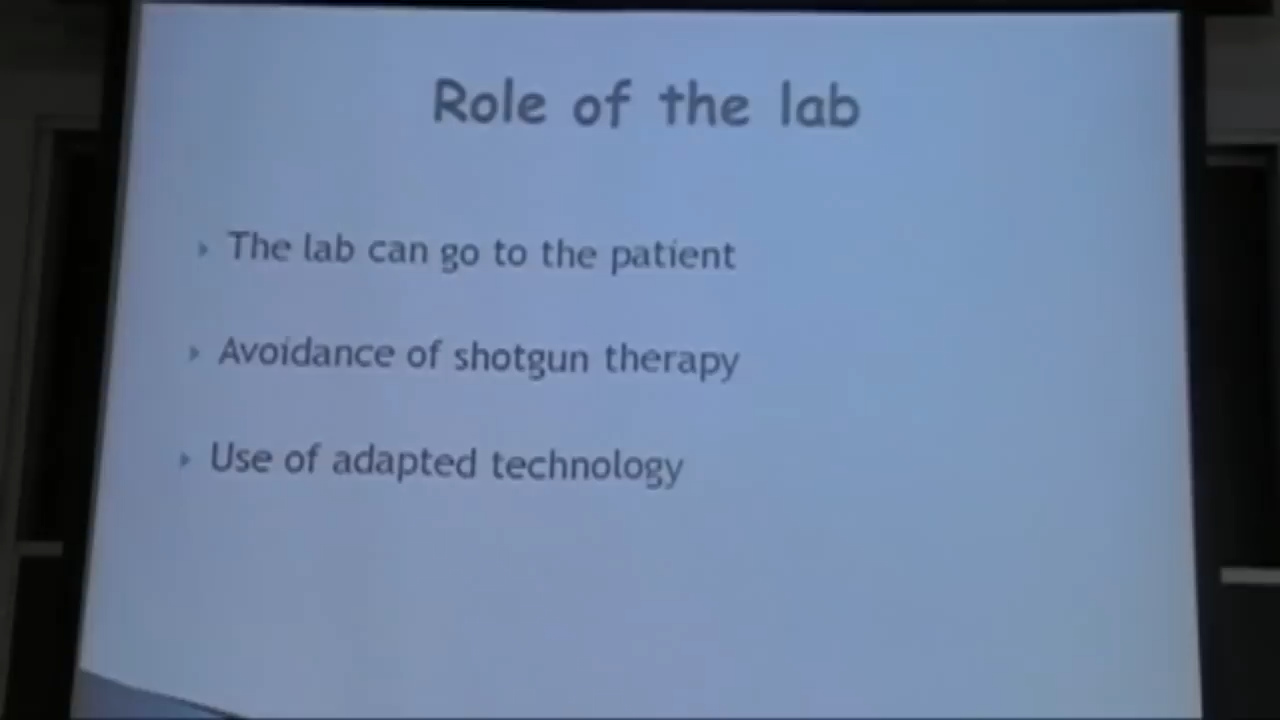 Role of the lab
The lab can go to the patient
Avoidance of shotgun therapy
Use of adapted technology